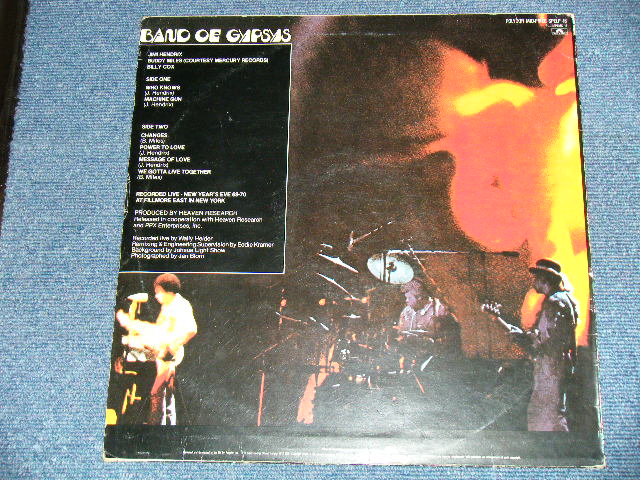 BAND OF GYPSYS
JIMI HENDRIX
BUDDY MILES (COURTESY MERCURY RECORDS)
BILLY COX
SIDE ONE
WHO KNOWS
(J. Hendrix)
MACHINE GUN
(J. Hendrix)
SIDE TWO
CHANGES
(B. Miles)
POWER TO LOVE
(J. Hendrix)
MESSAGE OF LOVE
(J. Hendrix)
WE GOTTA LIVE TOGETHER
(B. Miles)
RECORDED LIVE - NEW YEAR'S EVE 69-70
AT FILLMORE EAST IN NEW YORK
PRODUCED BY HEAVEN RESEARCH
Released in cooperation with Heaven Research
and PPX Enterprises, Inc.
Recorded live by Wally Heider
Remixing & Engineering Supervision by Eddie Kramer
Background by Joshua Light Show
Photographed by Jan Blom